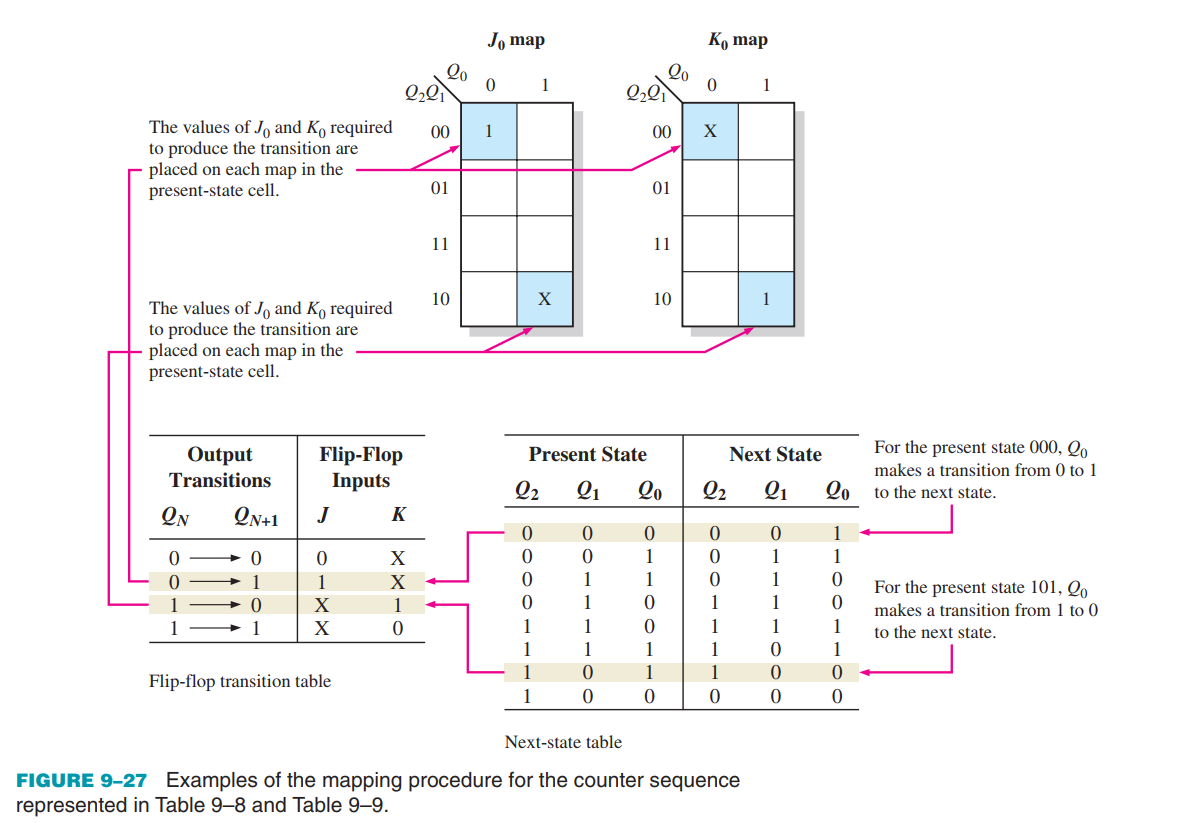 J₀ map
K₀ map
Q₀
0 1
Q₂Q₁
Q₀
0 1
Q₂Q₁
The values of J₀ and K₀ required
to produce the transition are
placed on each map in the
present-state cell.
00 1
01
11
10 X
00 X
01
11
10 1
The values of J₀ and K₀ required
to produce the transition are
placed on each map in the
present-state cell.
Output Flip-Flop
Transitions Inputs
Q_N Q_N+1 J K
0 → 0 0 X
0 → 1 1 X
1 → 0 X 1
1 → 1 X 0
Flip-flop transition table
Present State Next State
Q₂ Q₁ Q₀ Q₂ Q₁ Q₀
0 0 0 0 0 1
0 0 1 0 1 1
0 1 1 0 1 0
0 1 0 1 1 0
1 1 0 1 1 1
1 1 1 1 0 1
1 0 1 1 0 0
1 0 0 0 0 0
Next-state table
For the present state 000, Q₀
makes a transition from 0 to 1
to the next state.
For the present state 101, Q₀
makes a transition from 1 to 0
to the next state.
FIGURE 9–27 Examples of the mapping procedure for the counter sequence
represented in Table 9–8 and Table 9–9.